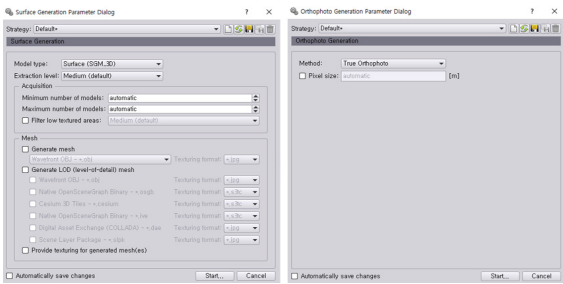 Surface Generation Parameter Dialog
Strategy: Default*
Surface Generation
Model type: Surface (SGM_3D)
Extraction level: Medium (default)
Acquisition
Minimum number of models: automatic
Maximum number of models: automatic
Filter low textured areas: Medium (default)
Mesh
Generate mesh
Wavefront OBJ - *.obj Texturing format: *.jpg
Generate LOD (level-of-detail) mesh
Wavefront OBJ - *.obj Texturing format: *.jpg
Native OpenSceneGraph Binary - *.osgb Texturing format: *.s3tc
Cesium 3D Tiles - *.cesium Texturing format: *.s3tc
Native OpenSceneGraph Binary - *.ive Texturing format: *.s3tc
Digital Asset Exchange (COLLADA) - *.dae Texturing format: *.jpg
Scene Layer Package - *.slpk Texturing format: *.jpg
Provide texturing for generated mesh(es)
Automatically save changes Start... Cancel
Orthophoto Generation Parameter Dialog
Strategy: Default*
Orthophoto Generation
Method: True Orthophoto
Pixel size: automatic [m]
Automatically save changes Start... Cancel